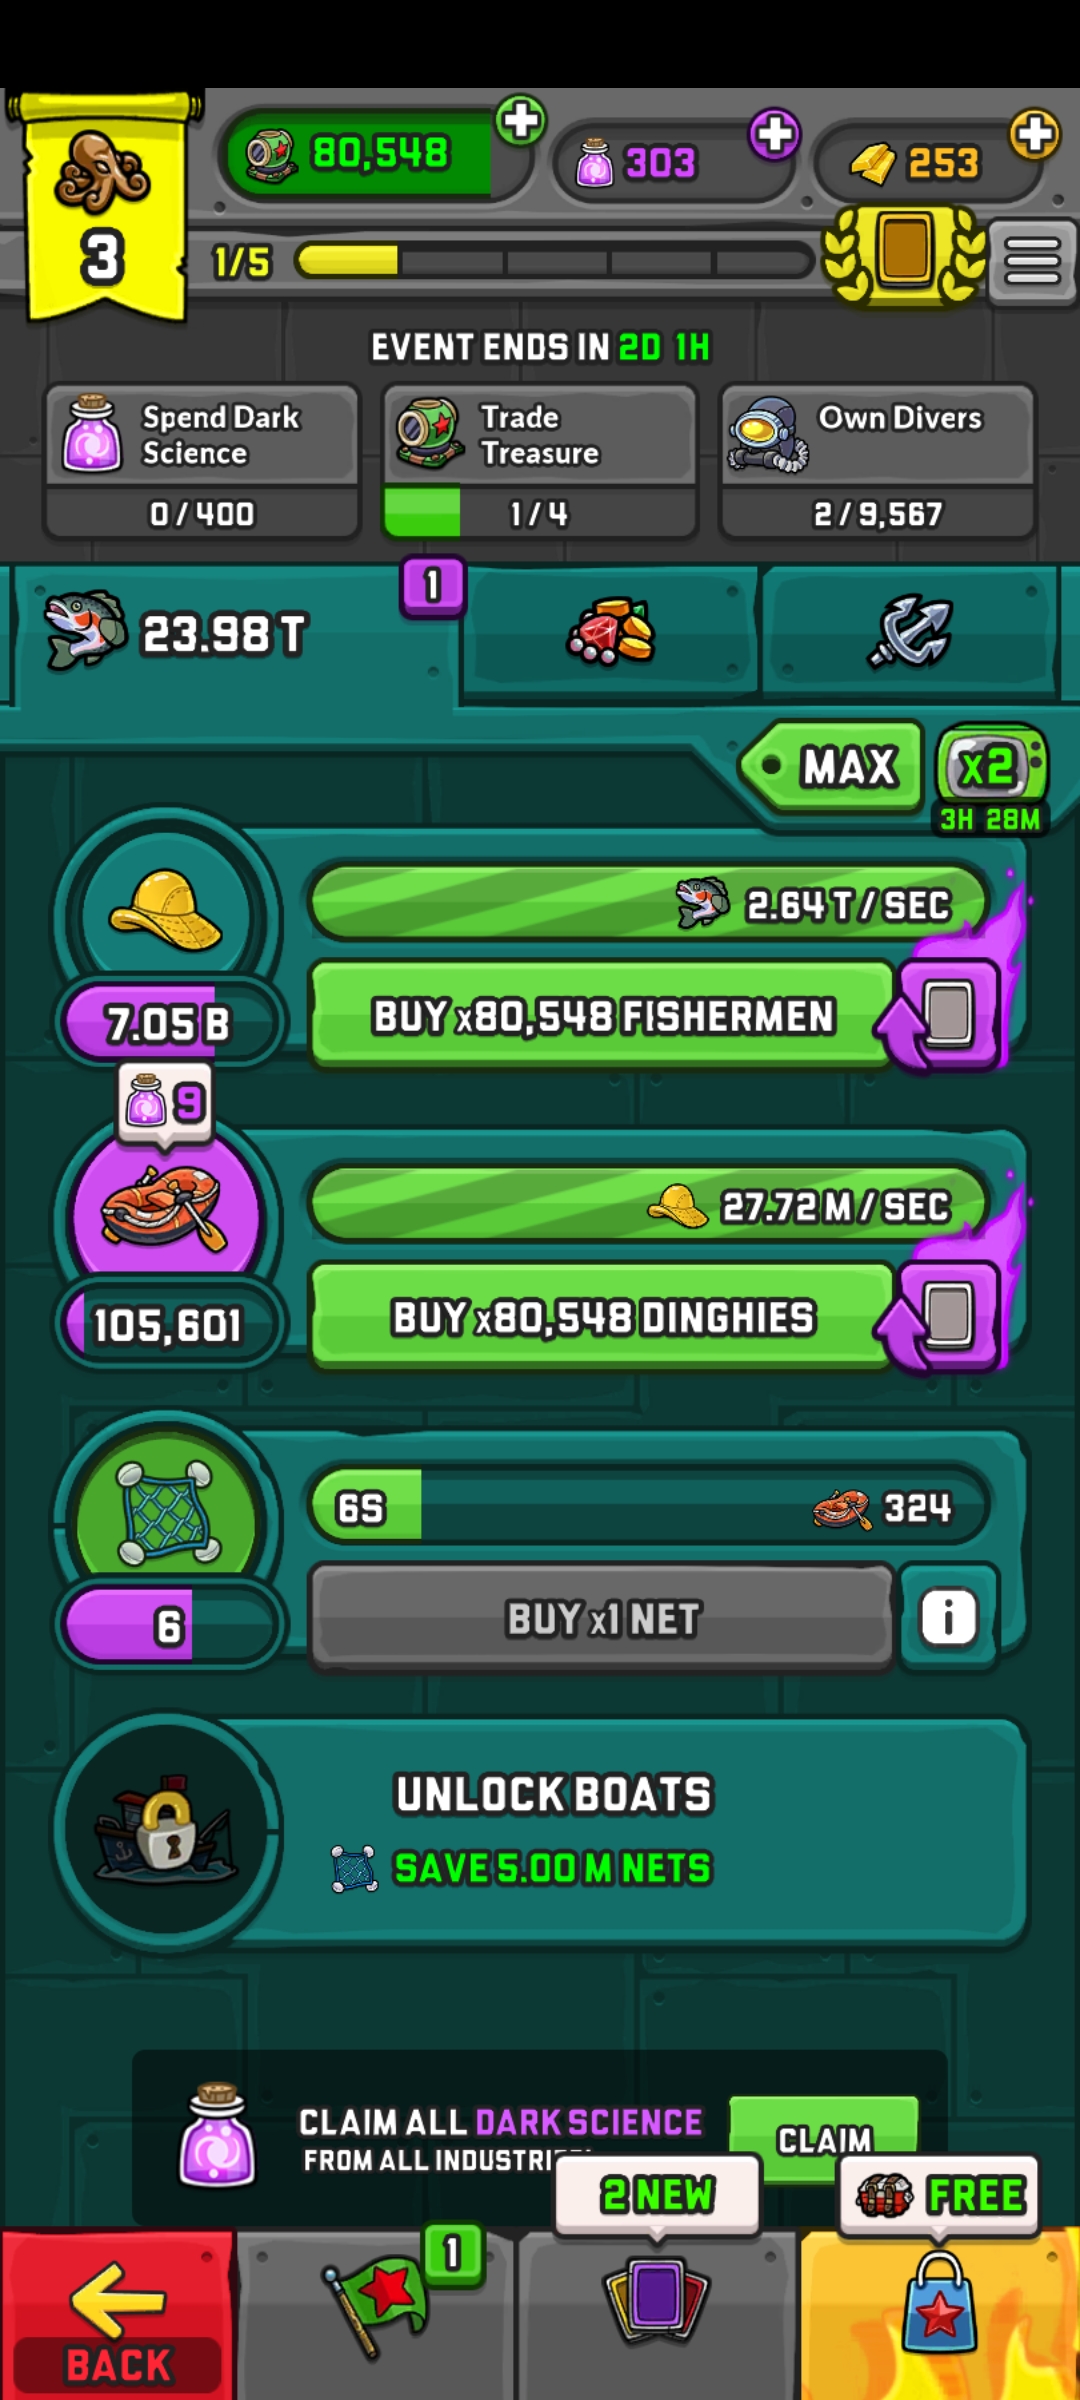 80,548
303
253
3
1/5
EVENT ENDS IN 2D 1H
Spend Dark
Science
0/400
Trade
Treasure
1/4
Own Divers
2/9,567
23.98 T
1
MAX
x2
3H 28M
2.64 T / SEC
7.05 B
BUY x80,548 FISHERMEN
9
27.72 M / SEC
105,601
BUY x80,548 DINGHIES
6S
324
6
BUY x1 NET
i
UNLOCK BOATS
SAVE 5.00 M NETS
CLAIM ALL DARK SCIENCE
FROM ALL
CLAIM
2 NEW
FREE
1
BACK